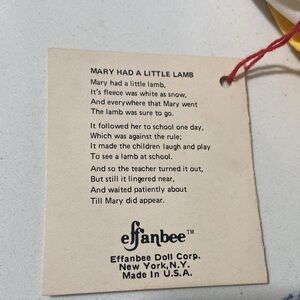 MARY HAD A LITTLE LAMB
Mary had a little lamb,
It's fleece was white as snow,
And everywhere that Mary went
The lamb was sure to go.
It followed her to school one day,
Which was against the rule;
It made the children laugh and play
To see a lamb at school.
And so the teacher turned it out,
But still it lingered near,
And waited patiently about
Till Mary did appear.
effanbee™
Effanbee Doll Corp.
New York, N.Y.
Made in U.S.A.